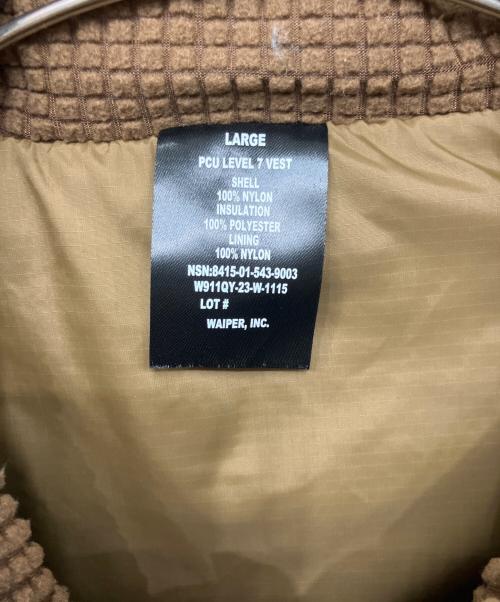 LARGE
PCU LEVEL 7 VEST
SHELL
100% NYLON
INSULATION
100% POLYESTER
LINING
100% NYLON
NSN:8415-01-543-9003
W911QY-23-W-1115
LOT #
WAIPER, INC.